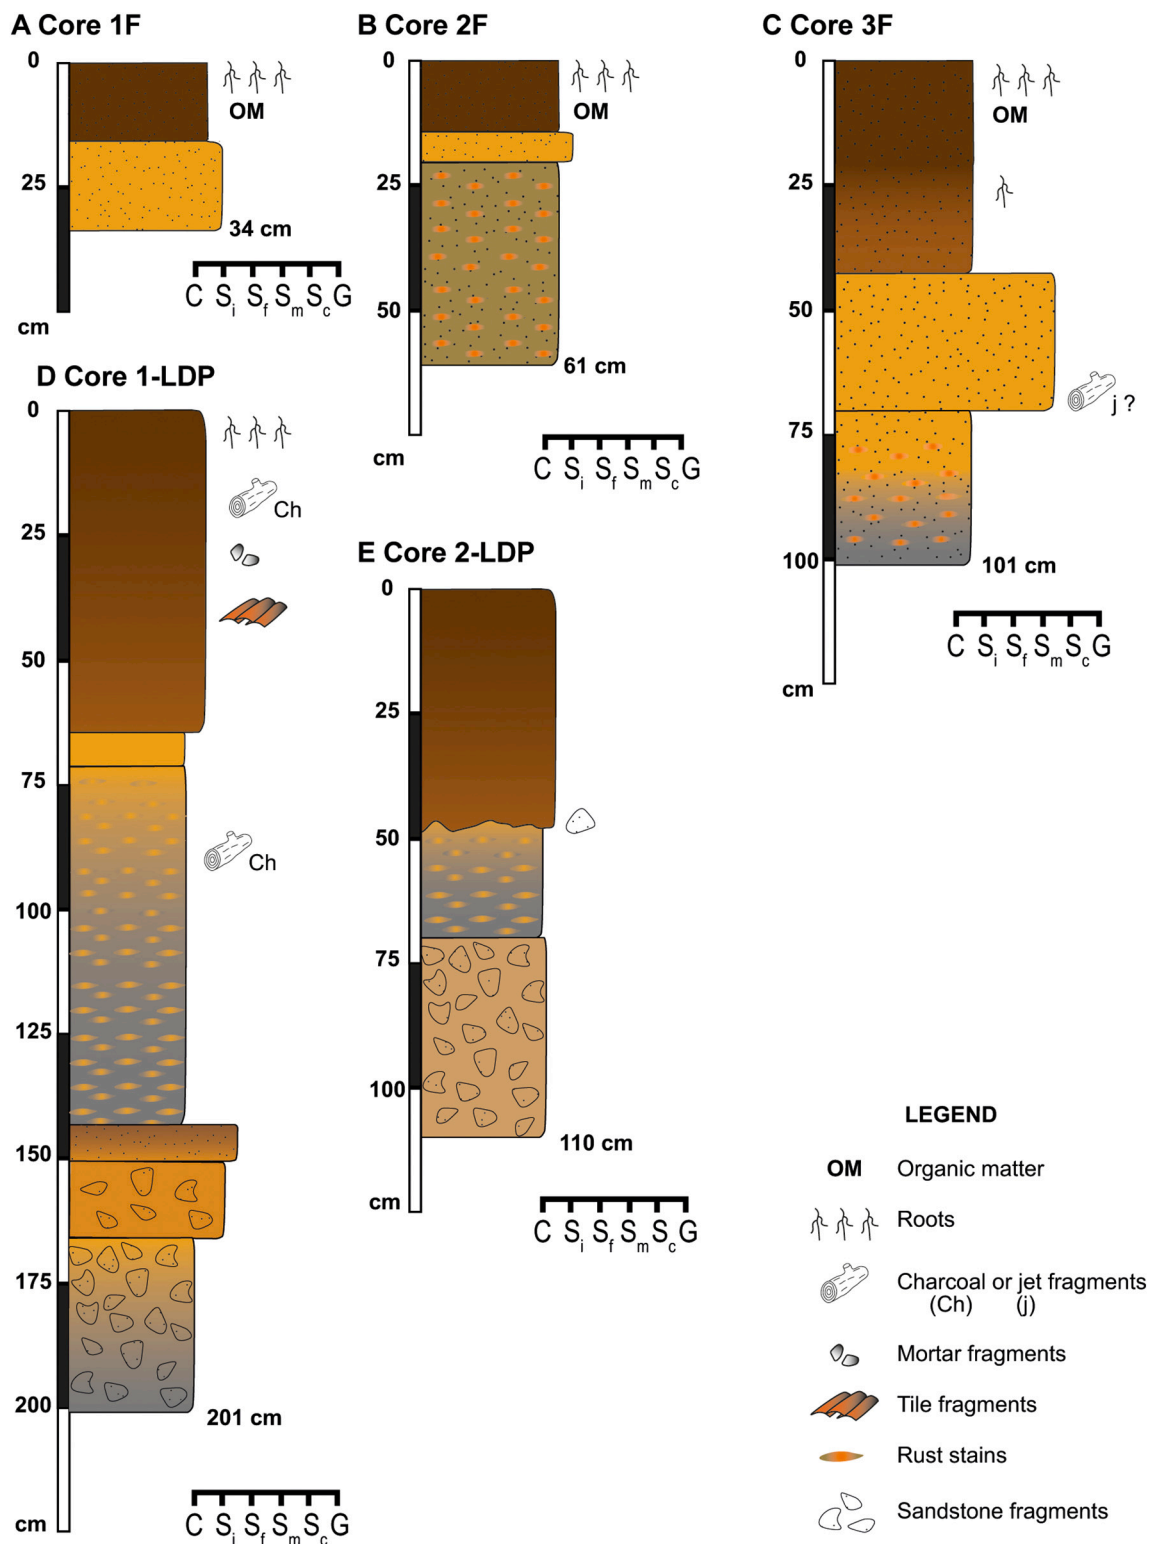 A Core 1F
0
25
cm
OM
34 cm
C Si Sf Sm Sc G
B Core 2F
0
25
50
cm
OM
61 cm
C Si Sf Sm Sc G
C Core 3F
0
25
50
75
100
cm
OM
j ?
101 cm
C Si Sf Sm Sc G
D Core 1-LDP
0
25
50
75
100
125
150
175
200
cm
Ch
Ch
201 cm
C Si Sf Sm Sc G
E Core 2-LDP
0
25
50
75
100
cm
110 cm
C Si Sf Sm Sc G
LEGEND
OM Organic matter
Roots
Charcoal or jet fragments
(Ch) (j)
Mortar fragments
Tile fragments
Rust stains
Sandstone fragments